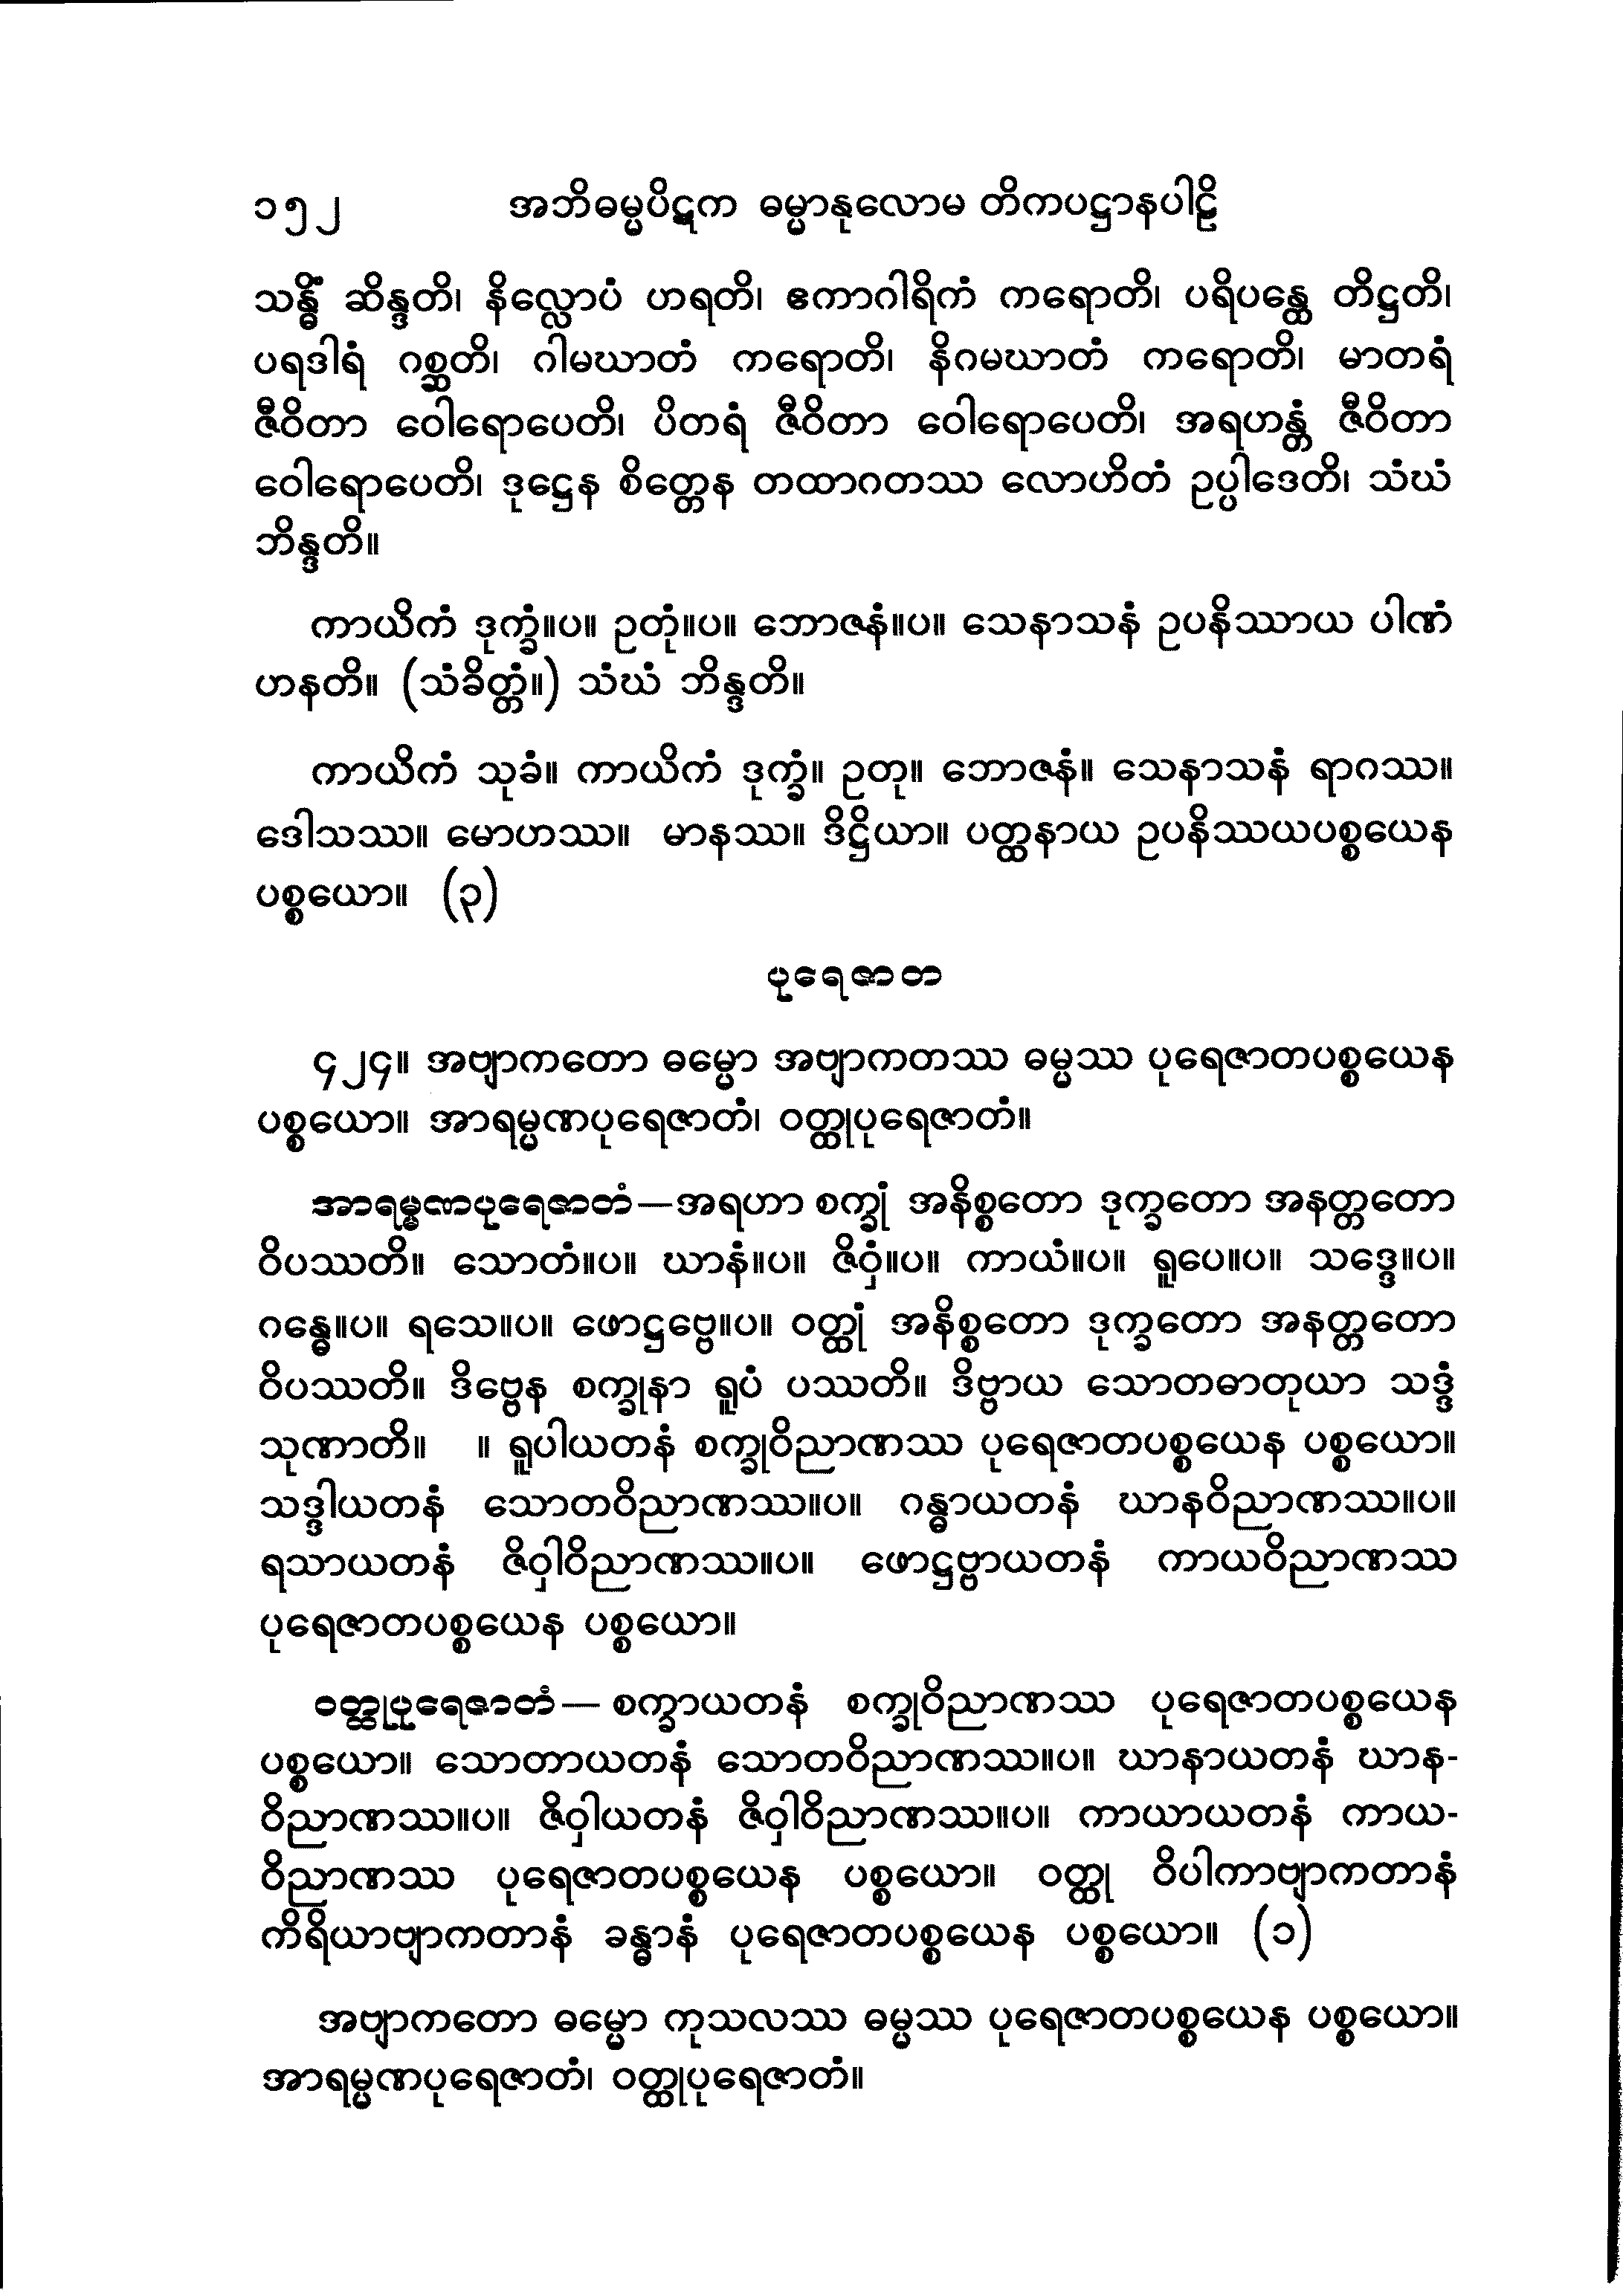 ၁၅၂ အဘိဓမ္မပိဋက ဓမ္မာနုလောမ တိကပဋ္ဌာနပါဠိ
သန္ဓိံ ဆိန္ဒတိ၊ နိလ္လောပံ ဟရတိ၊ ဧကာဂါရိကံ ကရောတိ၊ ပရိပန္ထေ တိဋ္ဌတိ၊
ပရဒါရံ ဂစ္ဆတိ၊ ဂါမဃာတံ ကရောတိ၊ နိဂမဃာတံ ကရောတိ၊ မာတရံ
ဇီဝိတာ ဝေါရောပေတိ၊ ပိတရံ ဇီဝိတာ ဝေါရောပေတိ၊ အရဟန္တံ ဇီဝိတာ
ဝေါရောပေတိ၊ ဒုဋ္ဌေန စိတ္တေန တထာဂတဿ လောဟိတံ ဥပ္ပါဒေတိ၊ သံဃံ
ဘိန္ဒတိ။
ကာယိကံ ဒုက္ခံ။ပ။ ဥတုံ။ပ။ ဘောဇနံ။ပ။ သေနာသနံ ဥပနိဿာယ ပါဏံ
ဟနတိ။ (သံခိတ္တံ။) သံဃံ ဘိန္ဒတိ။
ကာယိကံ သုခံ။ ကာယိကံ ဒုက္ခံ။ ဥတု။ ဘောဇနံ။ သေနာသနံ ရာဂဿ။
ဒေါသဿ။ မောဟဿ။ မာနဿ။ ဒိဋ္ဌိယာ။ ပတ္ထနာယ ဥပနိဿယပစ္စယေန
ပစ္စယော။ (၃)
ပုရေဇာတ
၄၂၄။ အဗျာကတော ဓမ္မော အဗျာကတဿ ဓမ္မဿ ပုရေဇာတပစ္စယေန
ပစ္စယော။ အာရမ္မဏပုရေဇာတံ၊ ဝတ္ထုပုရေဇာတံ။
အာရမ္မဏပုရေဇာတံ—အရဟာ စက္ခုံ အနိစ္စတော ဒုက္ခတော အနတ္တတော
ဝိပဿတိ။ သောတံ။ပ။ ဃာနံ။ပ။ ဇိဝှံ။ပ။ ကာယံ။ပ။ ရူပေ။ပ။ သဒ္ဒေ။ပ။
ဂန္ဓေ။ပ။ ရသေ။ပ။ ဖောဋ္ဌဗ္ဗေ။ပ။ ဝတ္ထုံ အနိစ္စတော ဒုက္ခတော အနတ္တတော
ဝိပဿတိ။ ဒိဗ္ဗေန စက္ခုနာ ရူပံ ပဿတိ။ ဒိဗ္ဗာယ သောတဓာတုယာ သဒ္ဒံ
သုဏာတိ။ ။ ရူပါယတနံ စက္ခုဝိညာဏဿ ပုရေဇာတပစ္စယေန ပစ္စယော။
သဒ္ဒါယတနံ သောတဝိညာဏဿ။ပ။ ဂန္ဓာယတနံ ဃာနဝိညာဏဿ။ပ။
ရသာယတနံ ဇိဝှါဝိညာဏဿ။ပ။ ဖောဋ္ဌဗ္ဗာယတနံ ကာယဝိညာဏဿ
ပုရေဇာတပစ္စယေန ပစ္စယော။
ဝတ္ထုပုရေဇာတံ— စက္ခာယတနံ စက္ခုဝိညာဏဿ ပုရေဇာတပစ္စယေန
ပစ္စယော။ သောတာယတနံ သောတဝိညာဏဿ။ပ။ ဃာနာယတနံ ဃာန-
ဝိညာဏဿ။ပ။ ဇိဝှါယတနံ ဇိဝှါဝိညာဏဿ။ပ။ ကာယာယတနံ ကာယ-
ဝိညာဏဿ ပုရေဇာတပစ္စယေန ပစ္စယော။ ဝတ္ထု ဝိပါကာဗျာကတာနံ
ကိရိယာဗျာကတာနံ ခန္ဓာနံ ပုရေဇာတပစ္စယေန ပစ္စယော။ (၁)
အဗျာကတော ဓမ္မော ကုသလဿ ဓမ္မဿ ပုရေဇာတပစ္စယေန ပစ္စယော။
အာရမ္မဏပုရေဇာတံ၊ ဝတ္ထုပုရေဇာတံ။